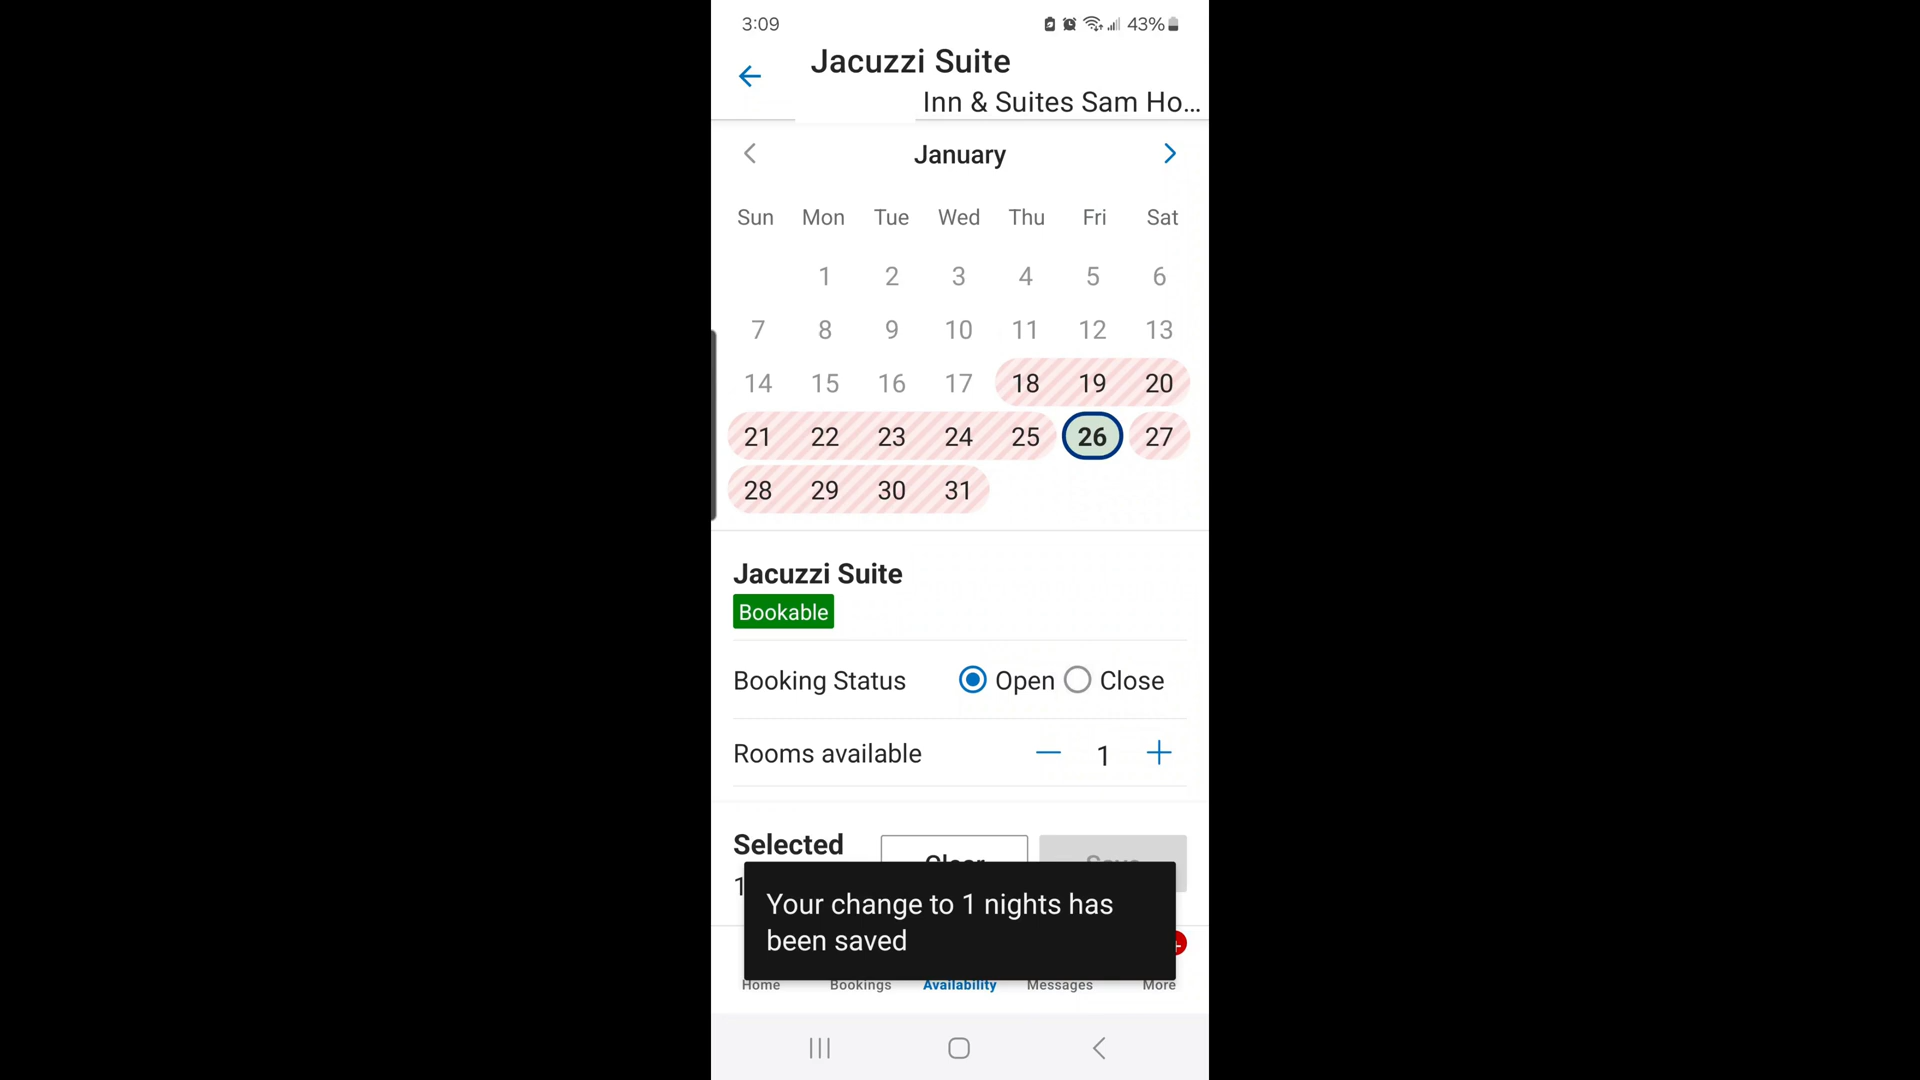 3:09 43%
Jacuzzi Suite
Inn & Suites Sam Ho...
January
Sun Mon Tue Wed Thu Fri Sat
1 2 3 4 5 6
7 8 9 10 11 12 13
14 15 16 17 18 19 20
21 22 23 24 25 26 27
28 29 30 31
Jacuzzi Suite
Bookable
Booking Status Open Close
Rooms available 1
Selected Clear Save
1
Your change to 1 nights has
been saved
Home Bookings Availability Messages More